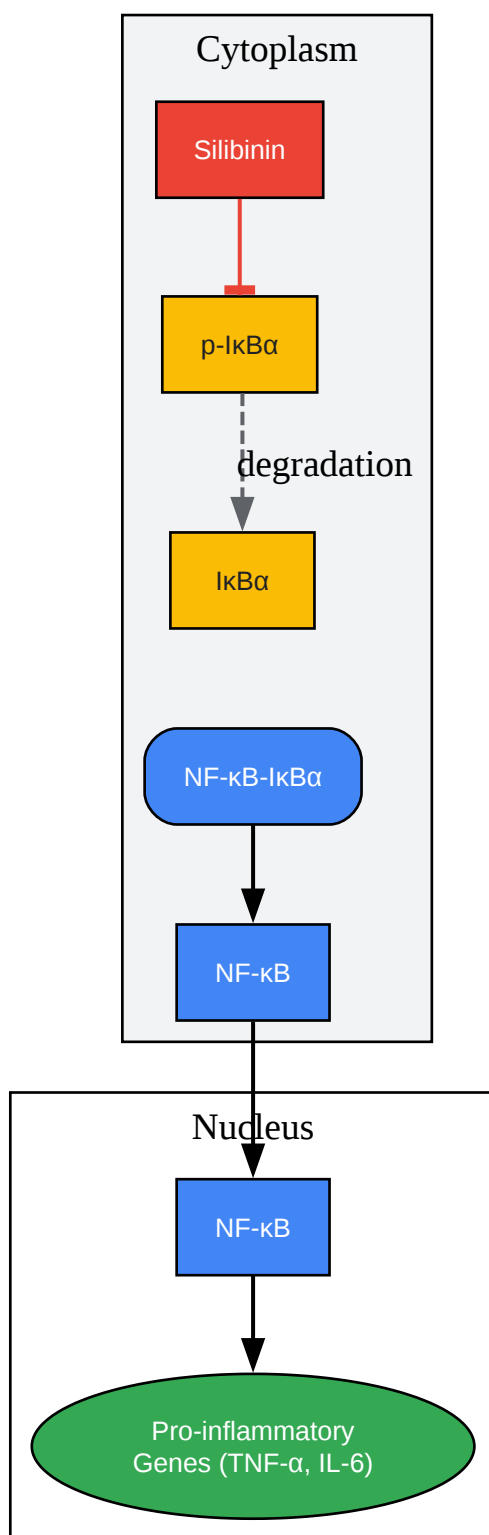 Cytoplasm
Silibinin
p-IκBα
degradation
IκBα
NF-κB-IκBα
NF-κB
Nucleus
NF-κB
Pro-inflammatory
Genes (TNF-α, IL-6)